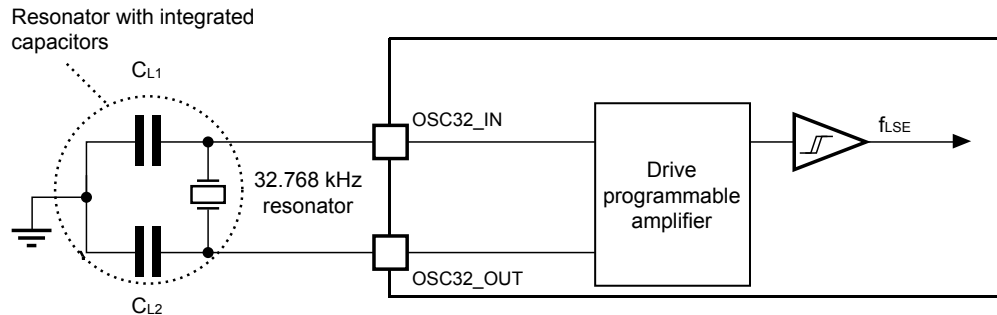 Resonator with integrated
capacitors
CL1
OSC32_IN
fLSE
32.768 kHz
resonator
Drive
programmable
amplifier
OSC32_OUT
CL2